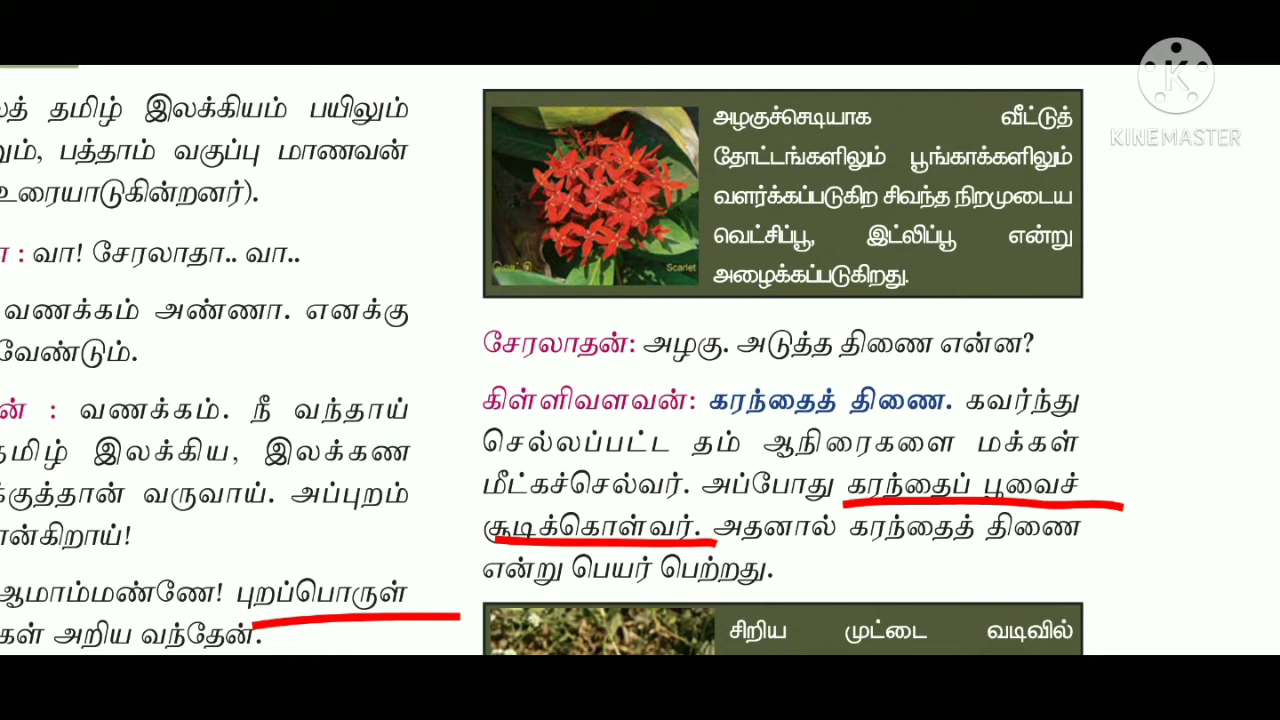 லத் தமிழ் இலக்கியம் பயிலும்
னும், பத்தாம் வகுப்பு மாணவன்
உரையாடுகின்றனர்).
ன் : வா! சேரலாதா.. வா..
வணக்கம் அண்ணா. எனக்கு
வேண்டும்.
ன் : வணக்கம். நீ வந்தாய்
தமிழ் இலக்கிய, இலக்கண
க்குத்தான் வருவாய். அப்புறம்
ான்கிறாய்!
ஆமாம்மண்ணே! புறப்பொருள்
கள் அறிய வந்தேன்.
அழகுச்செடியாக வீட்டுத்
தோட்டங்களிலும் பூங்காக்களிலும்
வளர்க்கப்படுகிற சிவந்த நிறமுடைய
வெட்சிப்பூ, இட்லிப்பூ என்று
அழைக்கப்படுகிறது.
Scarlet
சேரலாதன்: அழகு. அடுத்த திணை என்ன?
கிள்ளிவளவன்: கரந்தைத் திணை. கவர்ந்து
செல்லப்பட்ட தம் ஆநிரைகளை மக்கள்
மீட்கச்செல்வர். அப்போது கரந்தைப் பூவைச்
சூடிக்கொள்வர். அதனால் கரந்தைத் திணை
என்று பெயர் பெற்றது.
சிறிய முட்டை வடிவில்
K
KINEMASTER